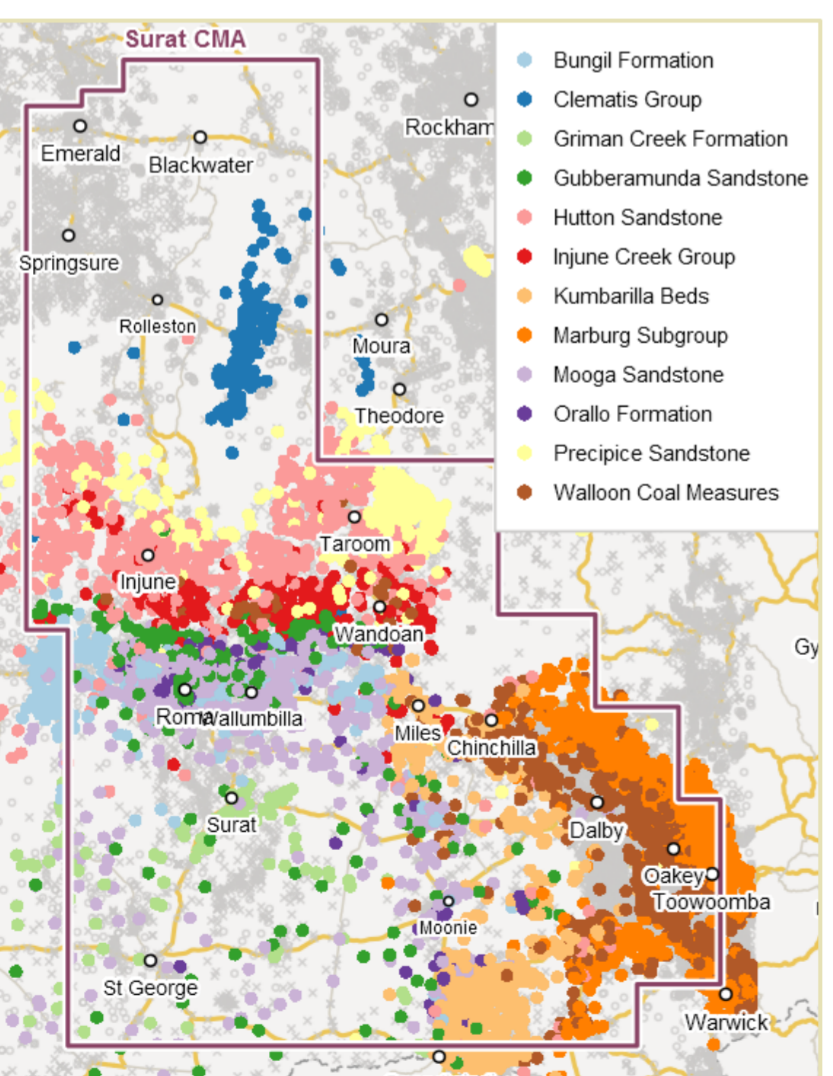 Surat CMA
Bungil Formation
Clematis Group
Griman Creek Formation
Gubberamunda Sandstone
Hutton Sandstone
Injune Creek Group
Kumbarilla Beds
Marburg Subgroup
Mooga Sandstone
Orallo Formation
Precipice Sandstone
Walloon Coal Measures
Rockham
Emerald
Blackwater
Springsure
Rolleston
Moura
Theodore
Taroom
Injune
Wandoan
Gy
Roma
Wallumbilla
Miles
Chinchilla
Surat
Dalby
Oakey
Toowoomba
Moonie
St George
Warwick